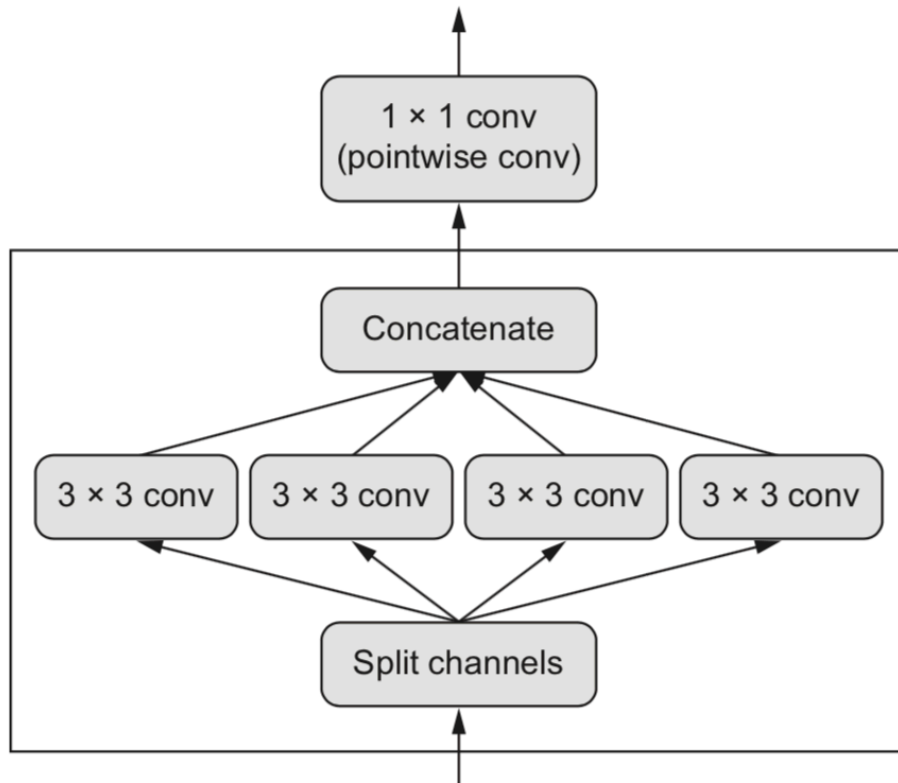 1 × 1 conv
(pointwise conv)
Concatenate
3 × 3 conv
3 × 3 conv
3 × 3 conv
3 × 3 conv
Split channels